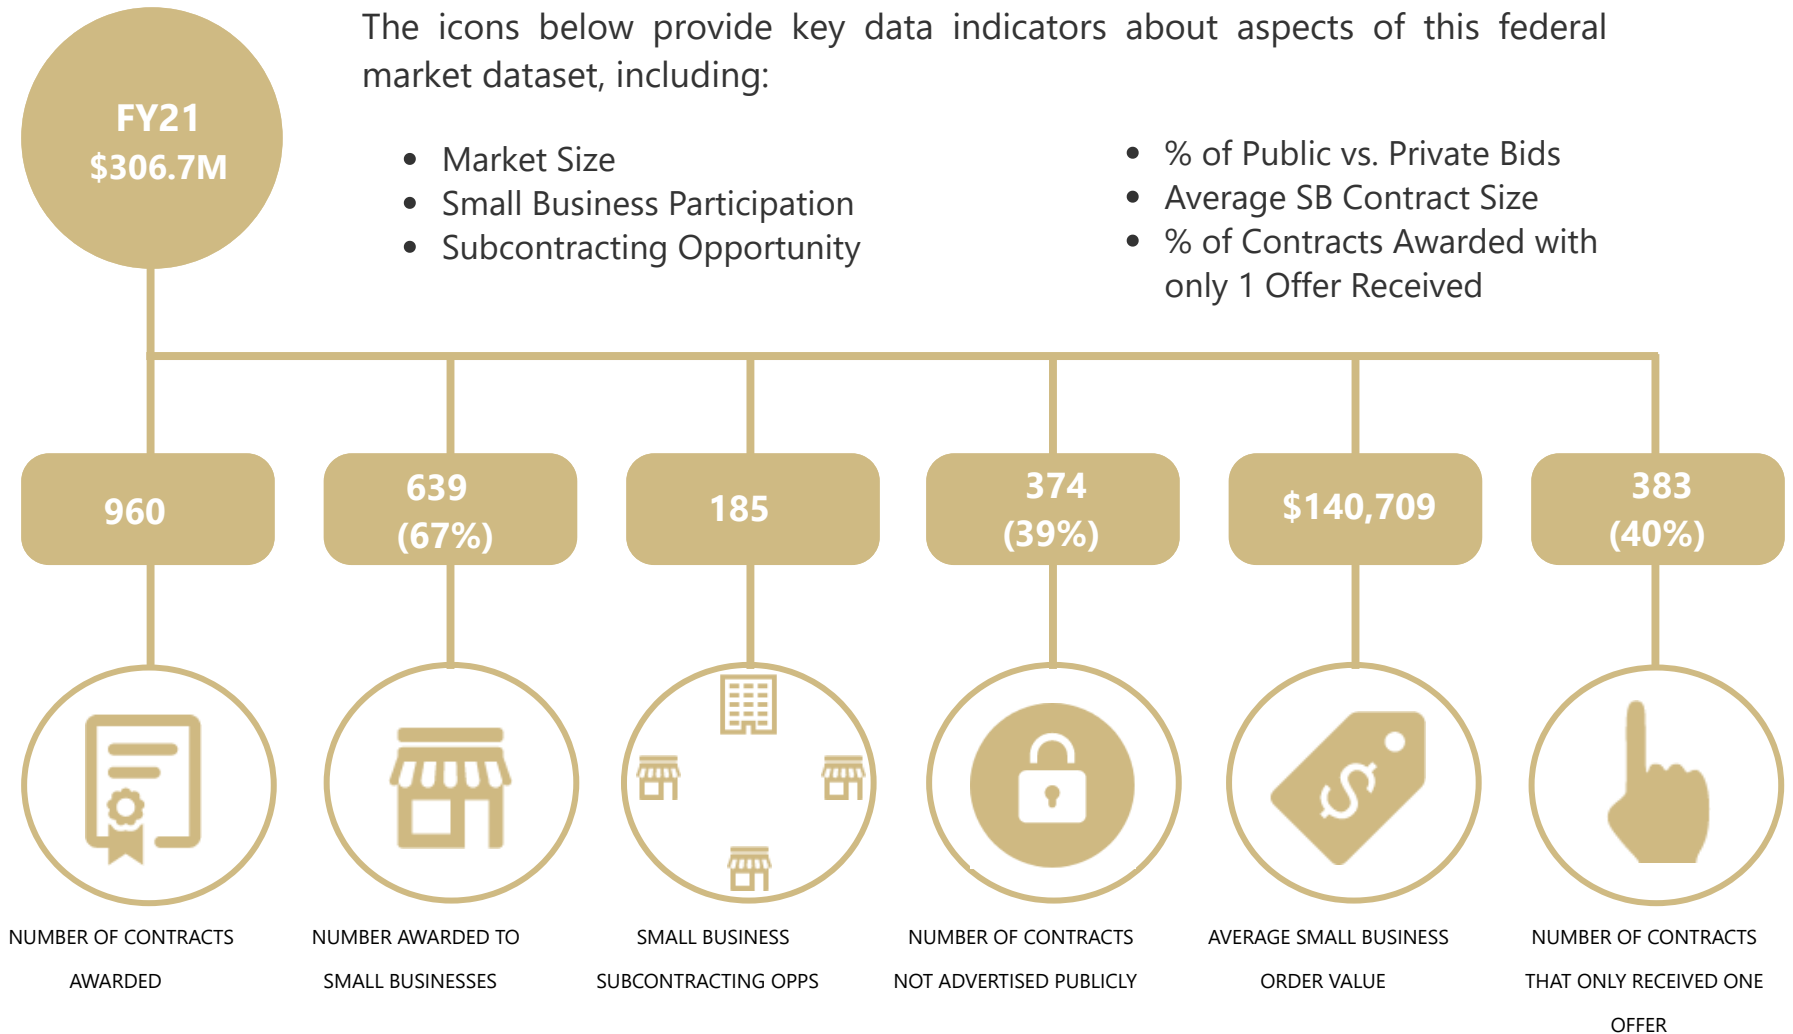 The icons below provide key data indicators about aspects of this federal
market dataset, including:
FY21
$306.7M
• Market Size
• Small Business Participation
• Subcontracting Opportunity
• % of Public vs. Private Bids
• Average SB Contract Size
• % of Contracts Awarded with
only 1 Offer Received
960
639
(67%)
185
374
(39%)
$140,709
383
(40%)
$
NUMBER OF CONTRACTS
AWARDED
NUMBER AWARDED TO
SMALL BUSINESSES
SMALL BUSINESS
SUBCONTRACTING OPPS
NUMBER OF CONTRACTS
NOT ADVERTISED PUBLICLY
AVERAGE SMALL BUSINESS
ORDER VALUE
NUMBER OF CONTRACTS
THAT ONLY RECEIVED ONE
OFFER